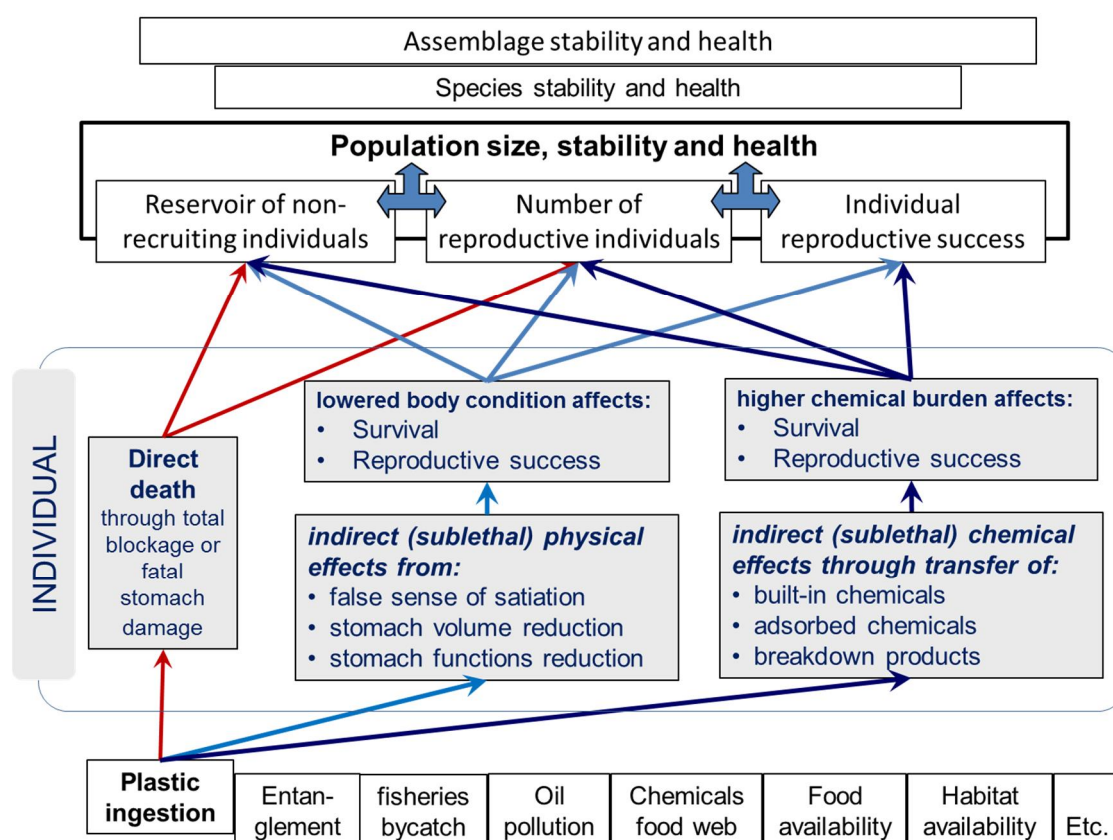 Assemblage stability and health
Species stability and health
Population size, stability and health
Reservoir of non-
recruiting individuals
Number of
reproductive individuals
Individual
reproductive success
INDIVIDUAL
Direct
death
through total
blockage or
fatal
stomach
damage
lowered body condition affects:
• Survival
• Reproductive success
higher chemical burden affects:
• Survival
• Reproductive success
indirect (sublethal) physical
effects from:
• false sense of satiation
• stomach volume reduction
• stomach functions reduction
indirect (sublethal) chemical
effects through transfer of:
• built-in chemicals
• adsorbed chemicals
• breakdown products
Plastic
ingestion
Entan-
glement
fisheries
bycatch
Oil
pollution
Chemicals
food web
Food
availability
Habitat
availability
Etc.